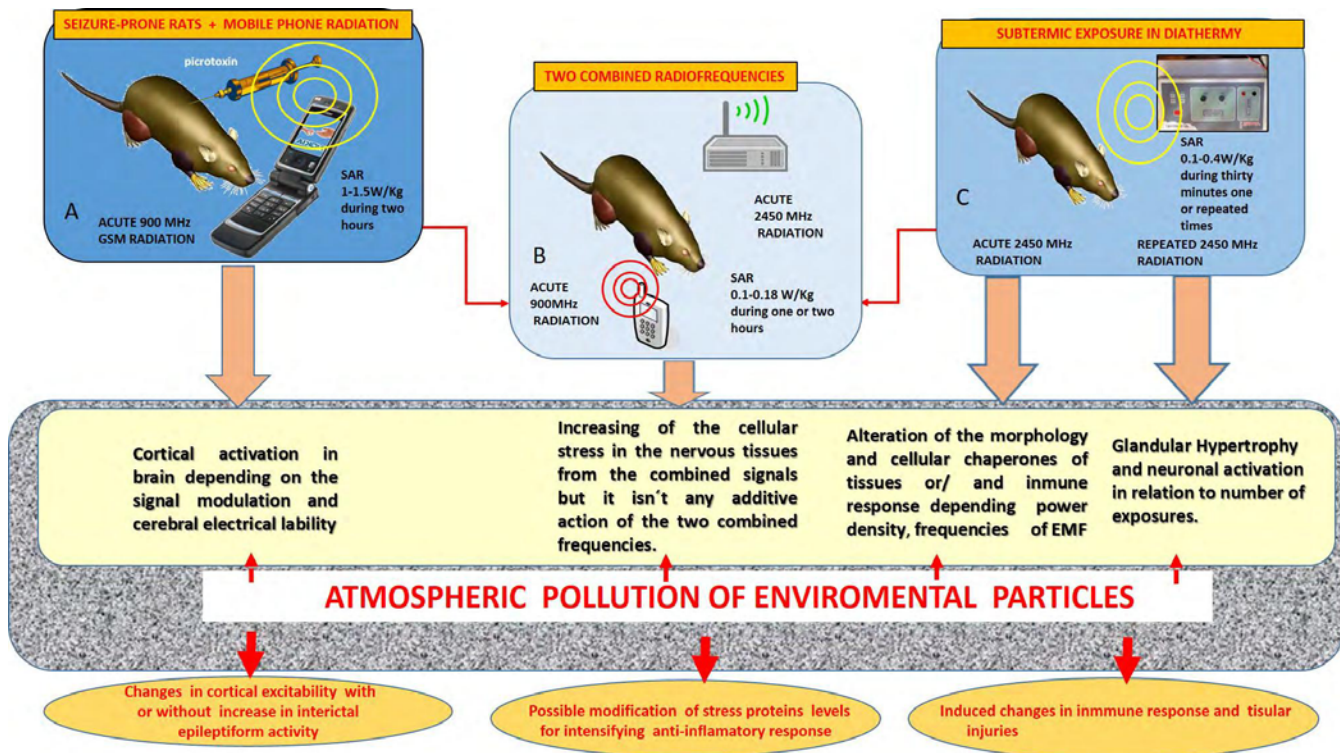 SEIZURE-PRONE RATS + MOBILE PHONE RADIATION
picrotoxin
SAR
1-1.5W/Kg
during two
hours
A
ACUTE 900 MHz
GSM RADIATION
TWO COMBINED RADIOFREQUENCIES
ACUTE
2450 MHz
RADIATION
B
ACUTE
900MHz
RADIATION
SAR
0.1-0.18 W/Kg
during one or two
hours
SUBTERMIC EXPOSURE IN DIATHERMY
SAR
0.1-0.4W/Kg
during thirty
minutes one
or repeated
times
C
ACUTE 2450 MHz
RADIATION
REPEATED 2450 MHz
RADIATION
Cortical activation in
brain depending on the
signal modulation and
cerebral electrical lability
Increasing of the cellular
stress in the nervous tissues
from the combined signals
but it isn´t any additive
action of the two combined
frequencies.
Alteration of the morphology
and cellular chaperones of
tissues or/ and inmune
response depending power
density, frequencies of EMF
Glandular Hypertrophy
and neuronal activation
in relation to number of
exposures.
ATMOSPHERIC POLLUTION OF ENVIROMENTAL PARTICLES
Changes in cortical excitability with
or without increase in interictal
epileptiform activity
Possible modification of stress proteins levels
for intensifying anti-inflamatory response
Induced changes in inmmune response and tisular
injuries